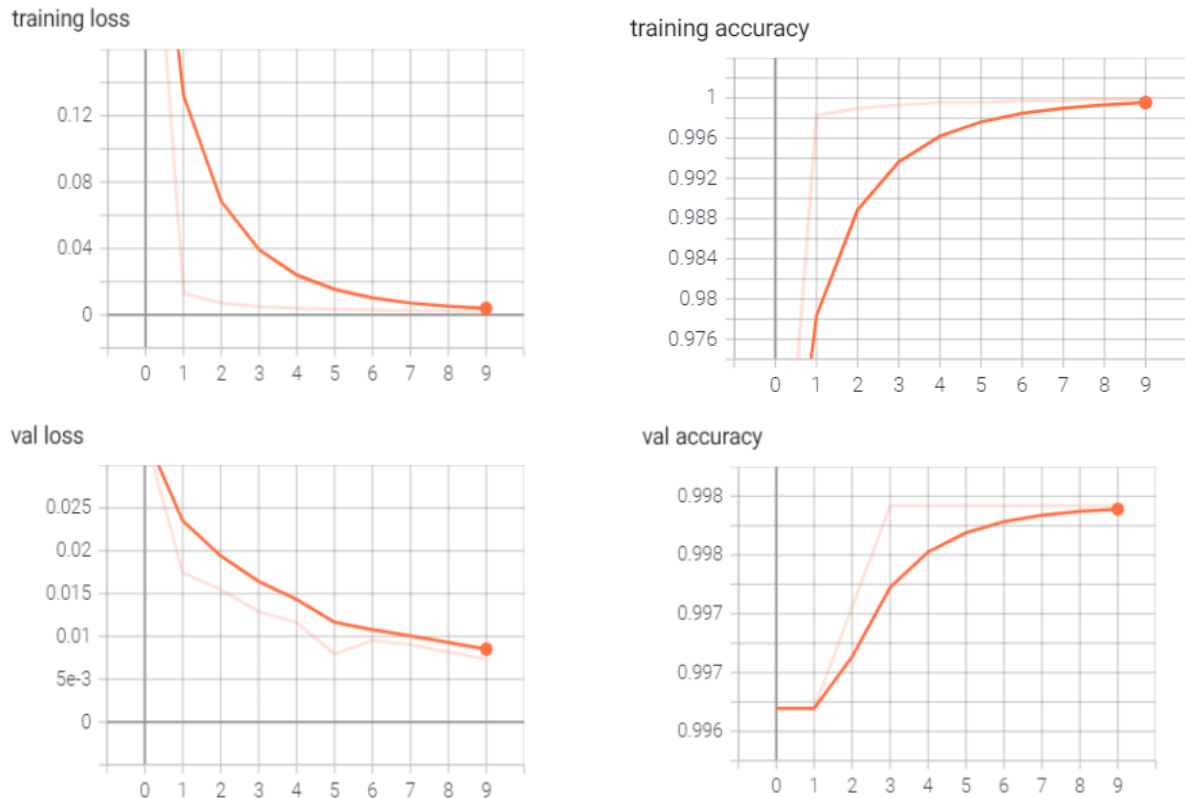 training loss
0.12
0.08
0.04
0
0 1 2 3 4 5 6 7 8 9
training accuracy
1
0.996
0.992
0.988
0.984
0.98
0.976
0 1 2 3 4 5 6 7 8 9
val loss
0.025
0.02
0.015
0.01
5e-3
0
0 1 2 3 4 5 6 7 8 9
val accuracy
0.998
0.998
0.997
0.997
0.996
0 1 2 3 4 5 6 7 8 9